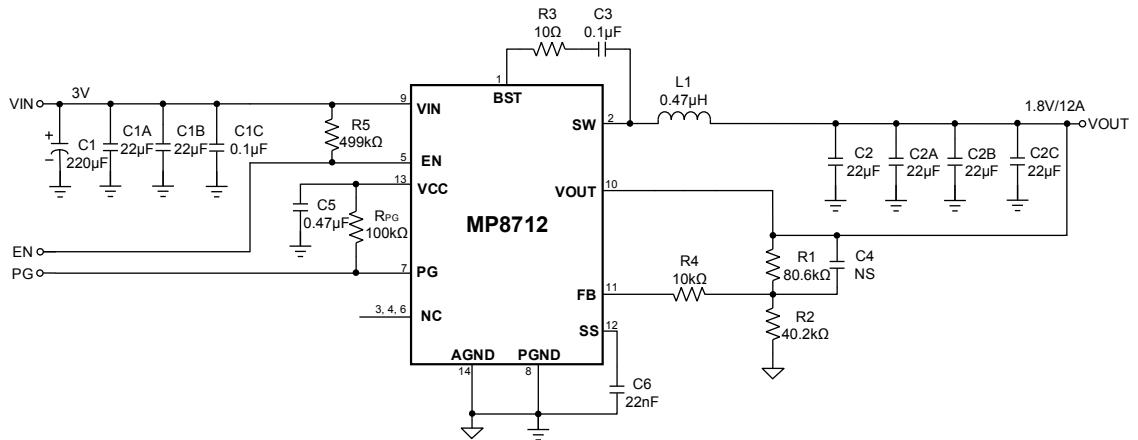 R3
10Ω
C3
0.1µF
1
BST
L1
0.47µH
VIN
3V
9
VIN
SW
2
1.8V/12A
VOUT
C1
220µF
C1A
22µF
C1B
22µF
C1C
0.1µF
R5
499kΩ
5
EN
C2
22µF
C2A
22µF
C2B
22µF
C2C
22µF
13
VCC
VOUT
10
C5
0.47µF
RPG
100kΩ
MP8712
EN
PG
7
PG
R1
80.6kΩ
C4
NS
R4
10kΩ
FB
11
3, 4, 6
NC
SS
12
R2
40.2kΩ
AGND
14
PGND
8
C6
22nF